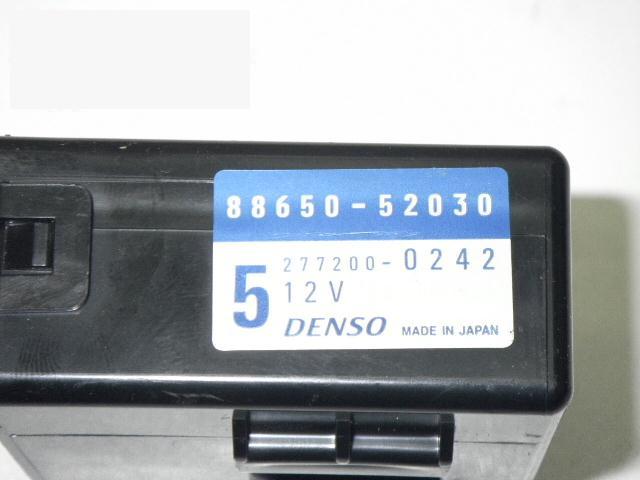 88650-52030
5 277200-0242
12V
DENSO MADE IN JAPAN